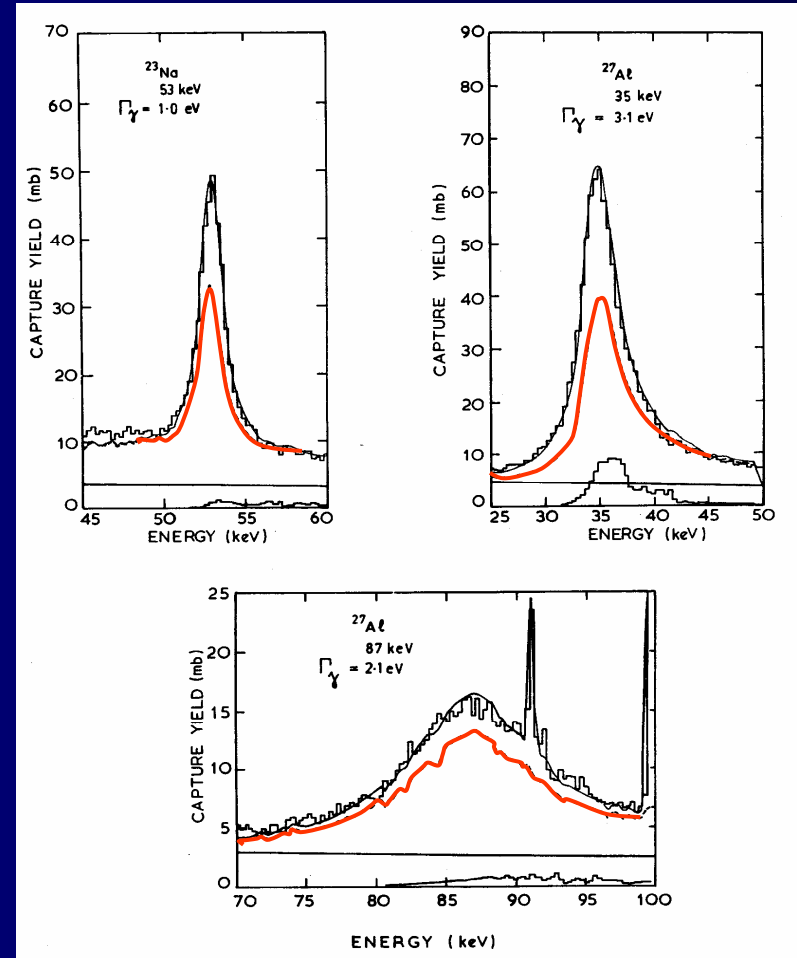 70
60
50
40
30
20
10
0
CAPTURE YIELD (mb)
²³Na
53 keV
Γγ = 1·0 eV
45 50 55 60
ENERGY (keV)
90
80
70
60
50
40
30
20
10
0
CAPTURE YIELD (mb)
²⁷Aℓ
35 keV
Γγ = 3·1 eV
25 30 35 40 45 50
ENERGY (keV)
25
20
15
10
5
0
CAPTURE YIELD (mb)
²⁷Aℓ
87 keV
Γγ = 2·1 eV
70 75 80 85 90 95 100
ENERGY (keV)